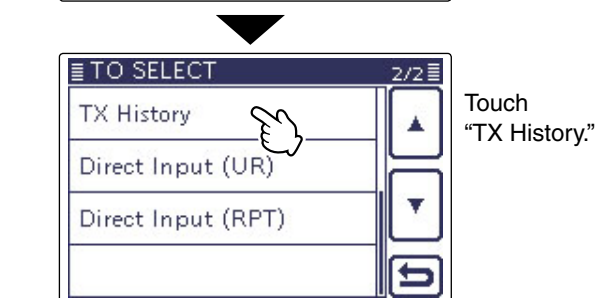 TO SELECT 2/2
TX History
Direct Input (UR)
Direct Input (RPT)
Touch
“TX History.”